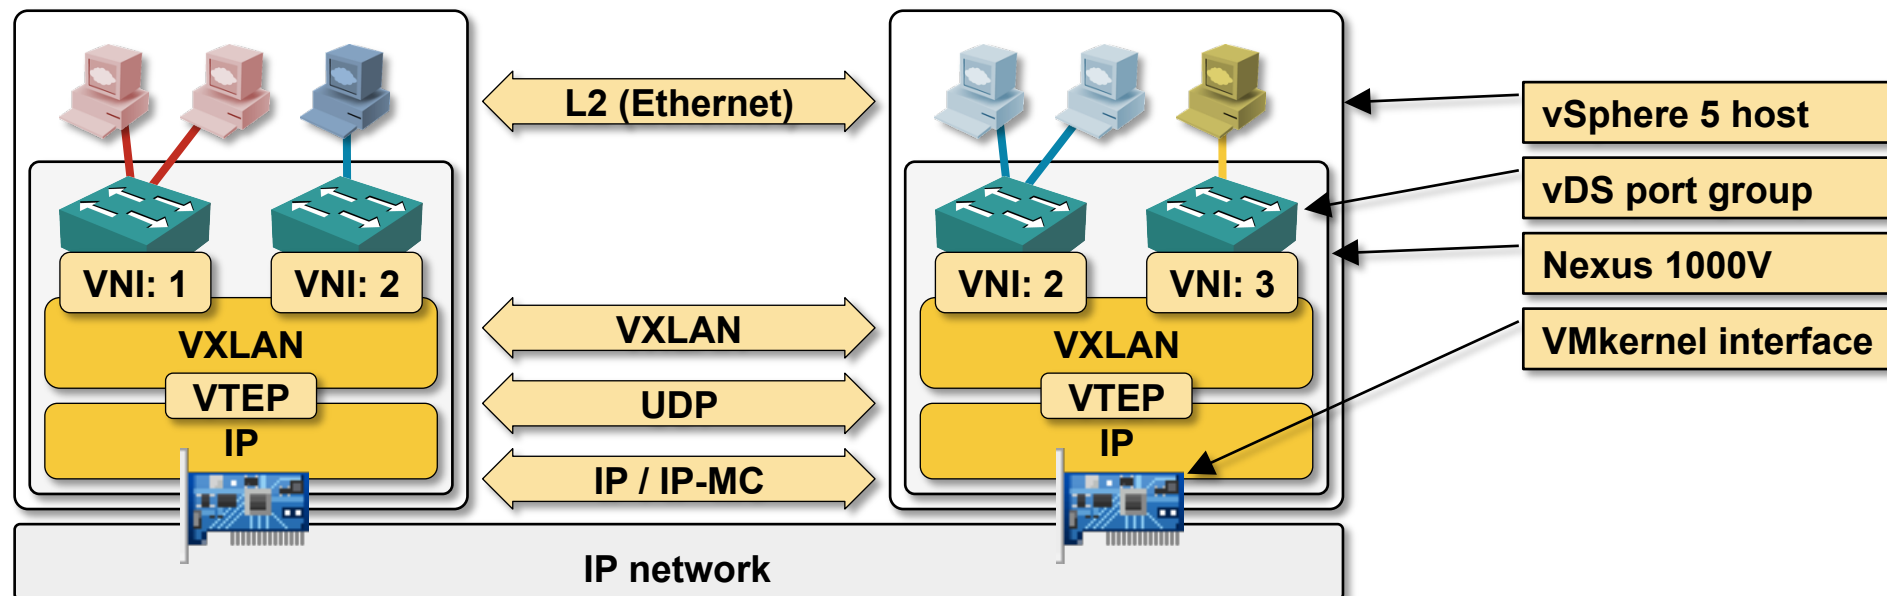 L2 (Ethernet)
vSphere 5 host
vDS port group
Nexus 1000V
VMkernel interface
VNI: 1
VNI: 2
VNI: 2
VNI: 3
VXLAN
VXLAN
VXLAN
VTEP
UDP
VTEP
IP
IP / IP-MC
IP
IP network